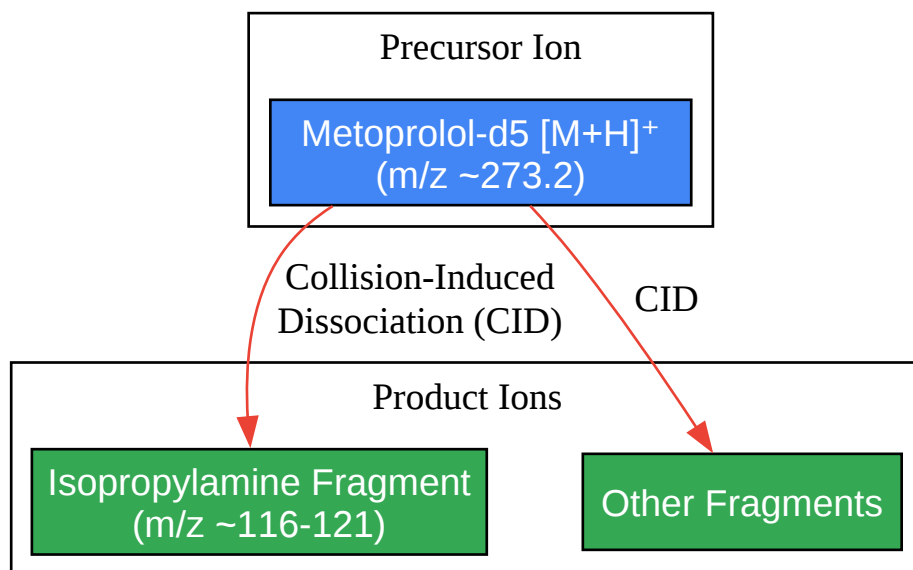 Precursor Ion
Metoprolol-d5 [M+H]⁺
(m/z ~273.2)
Collision-Induced
Dissociation (CID)
CID
Product Ions
Isopropylamine Fragment
(m/z ~116-121)
Other Fragments